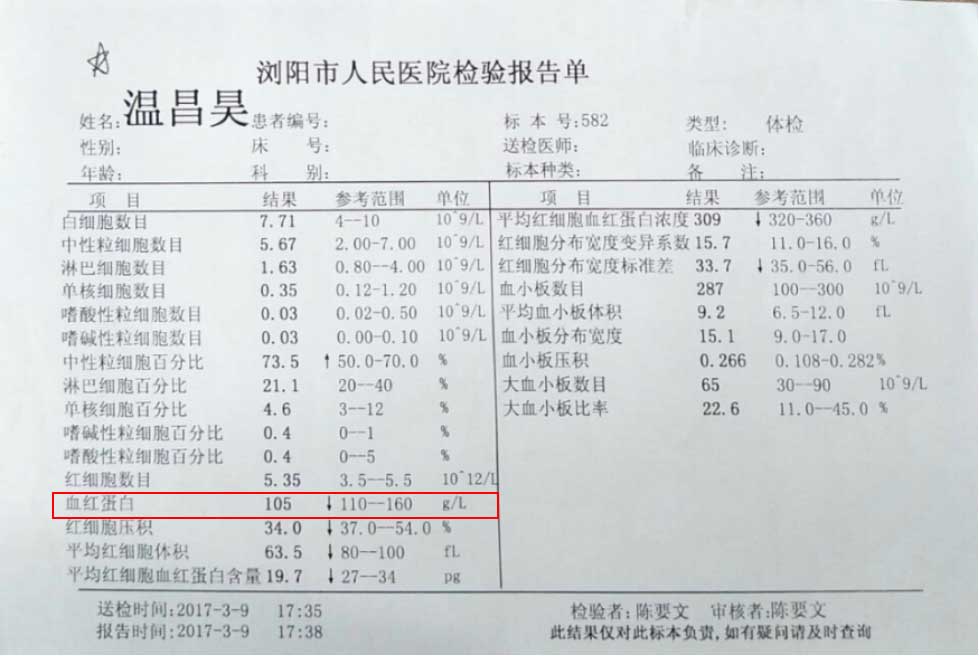 浏阳市人民医院检验报告单
姓名: 温昌昊 患者编号: 标 本 号:582 类型: 体检
性别: 床 号: 送检医师: 临床诊断:
年龄: 科 别: 标本种类: 备 注:
项 目 结果 参考范围 单位 项 目 结果 参考范围 单位
白细胞数目 7.71 4--10 10^9/L 平均红细胞血红蛋白浓度 309 ↓ 320-360 g/L
中性粒细胞数目 5.67 2.00-7.00 10^9/L 红细胞分布宽度变异系数 15.7 11.0-16.0 %
淋巴细胞数目 1.63 0.80--4.00 10^9/L 红细胞分布宽度标准差 33.7 ↓ 35.0-56.0 fL
单核细胞数目 0.35 0.12-1.20 10^9/L 血小板数目 287 100--300 10^9/L
嗜酸性粒细胞数目 0.03 0.02-0.50 10^9/L 平均血小板体积 9.2 6.5-12.0 fL
嗜碱性粒细胞数目 0.03 0.00-0.10 10^9/L 血小板分布宽度 15.1 9.0-17.0
中性粒细胞百分比 73.5 ↑ 50.0-70.0 % 血小板压积 0.266 0.108-0.282 %
淋巴细胞百分比 21.1 20--40 % 大血小板数目 65 30--90 10^9/L
单核细胞百分比 4.6 3--12 % 大血小板比率 22.6 11.0--45.0 %
嗜碱性粒细胞百分比 0.4 0--1 %
嗜酸性粒细胞百分比 0.4 0--5 %
红细胞数目 5.35 3.5--5.5 10^12/L
血红蛋白 105 ↓ 110--160 g/L
红细胞压积 34.0 ↓ 37.0--54.0 %
平均红细胞体积 63.5 ↓ 80--100 fL
平均红细胞血红蛋白含量 19.7 ↓ 27--34 pg
送检时间:2017-3-9 17:35 检验者:陈要文 审核者:陈要文
报告时间:2017-3-9 17:38 此结果仅对此标本负责,如有疑问请及时查询